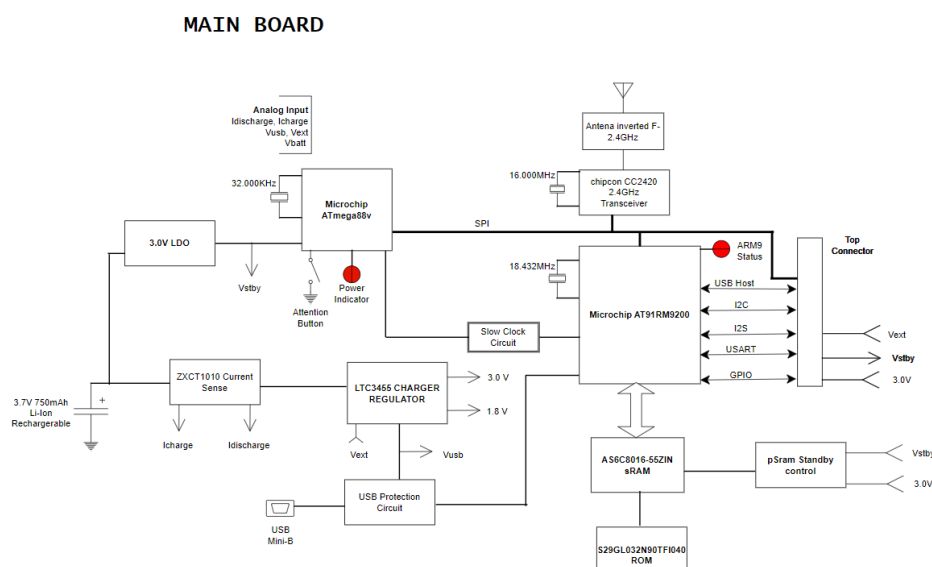 MAIN BOARD
Analog Input
Idischarge, Icharge
Vusb, Vext
Vbatt
Antena inverted F-
2.4GHz
32.000KHz
Microchip
ATmega88v
16.000MHz
chipcon CC2420
2.4GHz
Transceiver
SPI
3.0V LDO
ARM9
Status
Top
Connector
18.432MHz
Vstby
Power
Indicator
Attention
Button
USB Host
I2C
Microchip AT91RM9200
I2S
USART
GPIO
Vext
Vstby
3.0V
Slow Clock
Circuit
ZXCT1010 Current
Sense
LTC3455 CHARGER
REGULATOR
3.0 V
1.8 V
3.7V 750mAh
Li-Ion
Rechargerable
+
Icharge
Idischarge
Vext
Vusb
AS6C8016-55ZIN
sRAM
pSram Standby
control
Vstby
3.0V
USB Protection
Circuit
USB
Mini-B
S29GL032N90TFI040
ROM